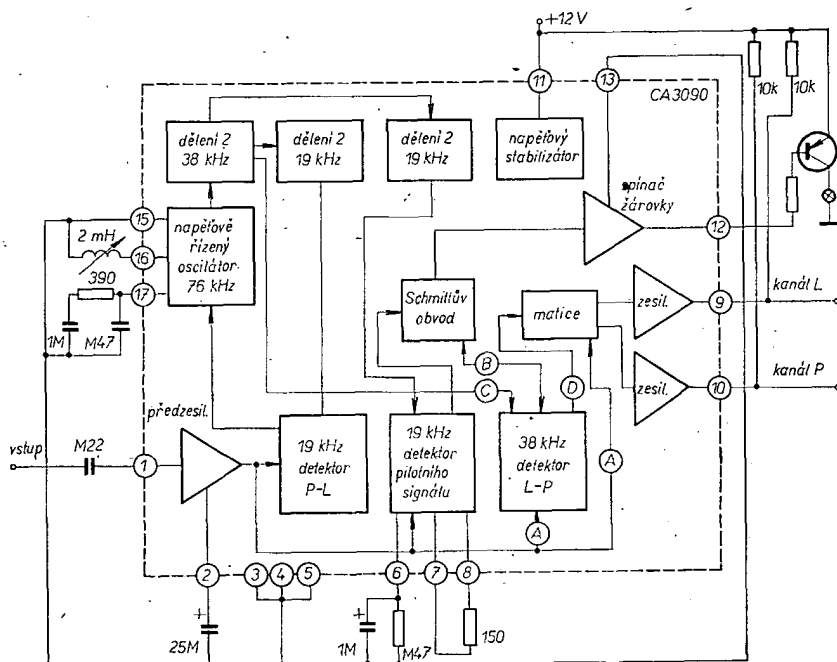 +12 V
11
13
CA3090
10k
10k
dělení 2
38 kHz
dělení 2
19 kHz
dělení 2
19 kHz
napěťový
stabilizátor
spínač
žárovky
15
2 mH
16
390
17
1M
M47
napěťově
řízený
oscilátor
76 kHz
12
Schmittův
obvod
matice
zesil.
9
kanál L
B
C
D
zesil.
10
kanál P
předzesil.
vstup
M22
1
19 kHz
detektor
P-L
19 kHz
detektor
pilotního
signálu
38 kHz
detektor
L-P
A
A
2
3
4
5
6
7
8
+
25M
+
1M
M47
150